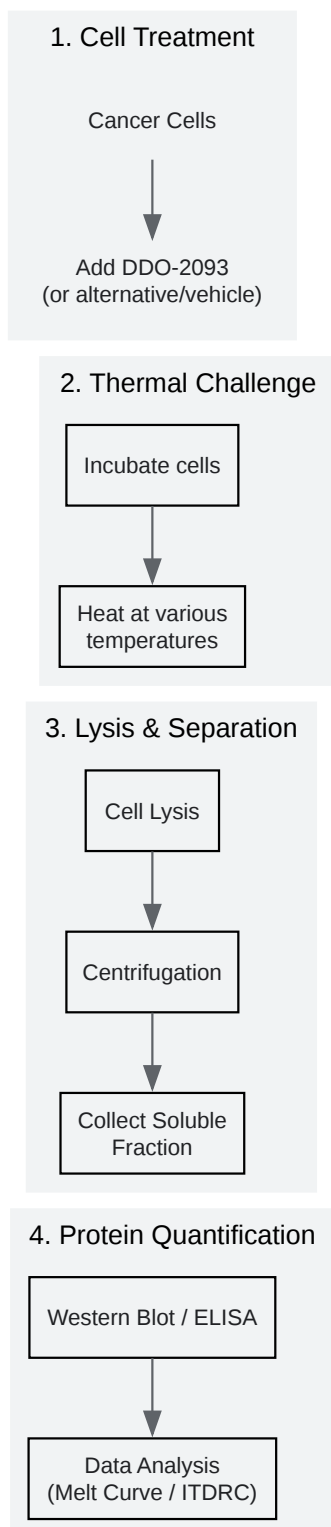 1. Cell Treatment
Cancer Cells
Add DDO-2093
(or alternative/vehicle)
2. Thermal Challenge
Incubate cells
Heat at various
temperatures
3. Lysis & Separation
Cell Lysis
Centrifugation
Collect Soluble
Fraction
4. Protein Quantification
Western Blot / ELISA
Data Analysis
(Melt Curve / ITDRC)